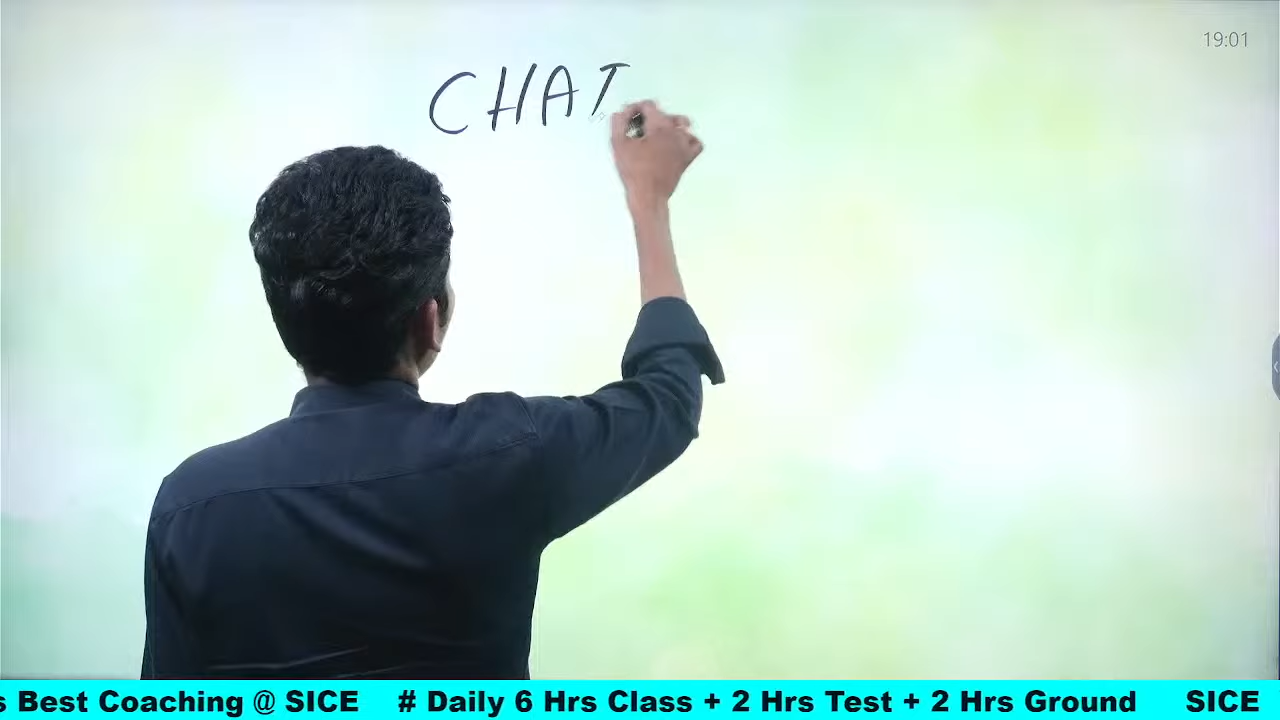 19:01
CHAT
s Best Coaching @ SICE # Daily 6 Hrs Class + 2 Hrs Test + 2 Hrs Ground SICE